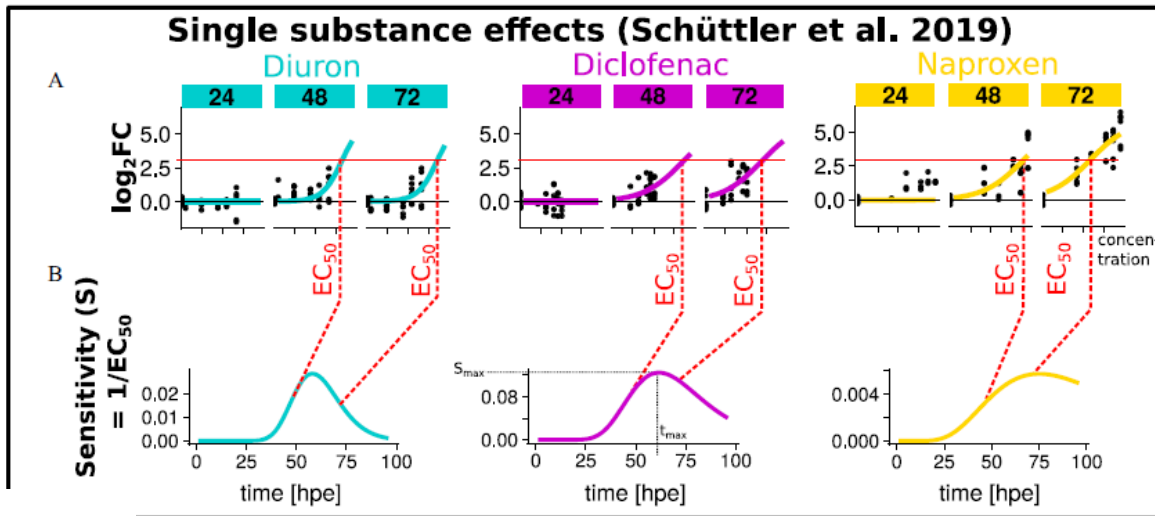 Single substance effects (Schüttler et al. 2019)
A
Diuron
Diclofenac
Naproxen
24 48 72
24 48 72
24 48 72
log₂FC
5.0
2.5
0.0
5.0
2.5
0.0
5.0
2.5
0.0
concen-
tration
EC₅₀ EC₅₀
EC₅₀ EC₅₀
EC₅₀ EC₅₀
B
Sensitivity (S)
= 1/EC₅₀
0.02
0.01
0.00
0 25 50 75 100
time [hpe]
Sₘₐₓ
tₘₐₓ
0.08
0.00
0 25 50 75 100
time [hpe]
0.004
0.000
0 25 50 75 100
time [hpe]